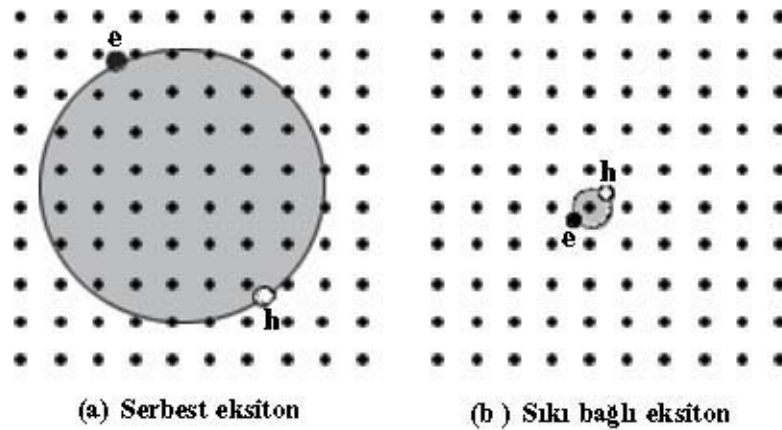 e
h
h
e
(a) Serbest eksiton
(b ) Sıkı bağlı eksiton